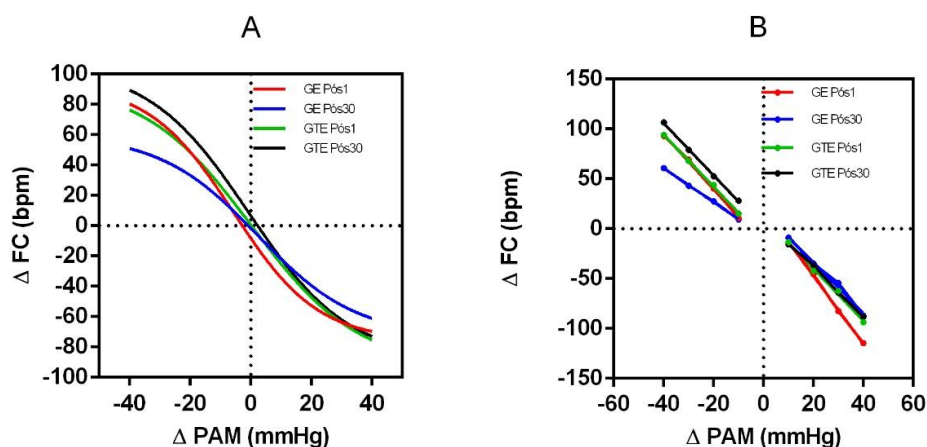 A
100
80
60
40
20
0
-20
-40
-60
-80
-100
-40
-20
0
20
40
Δ FC (bpm)
Δ PAM (mmHg)
GE Pós1
GE Pós30
GTE Pós1
GTE Pós30
B
150
100
50
0
-50
-100
-150
-60
-40
-20
0
20
40
60
Δ FC (bpm)
Δ PAM (mmHg)
GE Pós1
GE Pós30
GTE Pós1
GTE Pós30